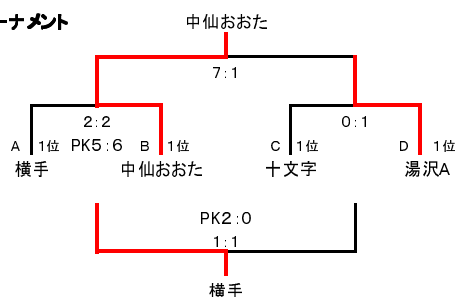 ーナメント
中仙おおた
7:1
2:2
0:1
A 1位 PK5:6 B 1位 C 1位 D 1位
横手 中仙おおた 十文字 湯沢A
PK2:0
1:1
横手